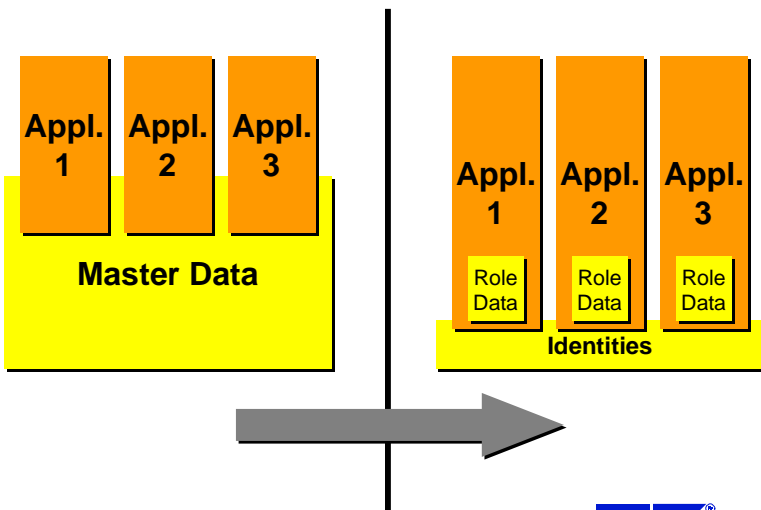 Appl.
1
Appl.
2
Appl.
3
Master Data
Appl.
1
Appl.
2
Appl.
3
Role
Data
Role
Data
Role
Data
Identities
®